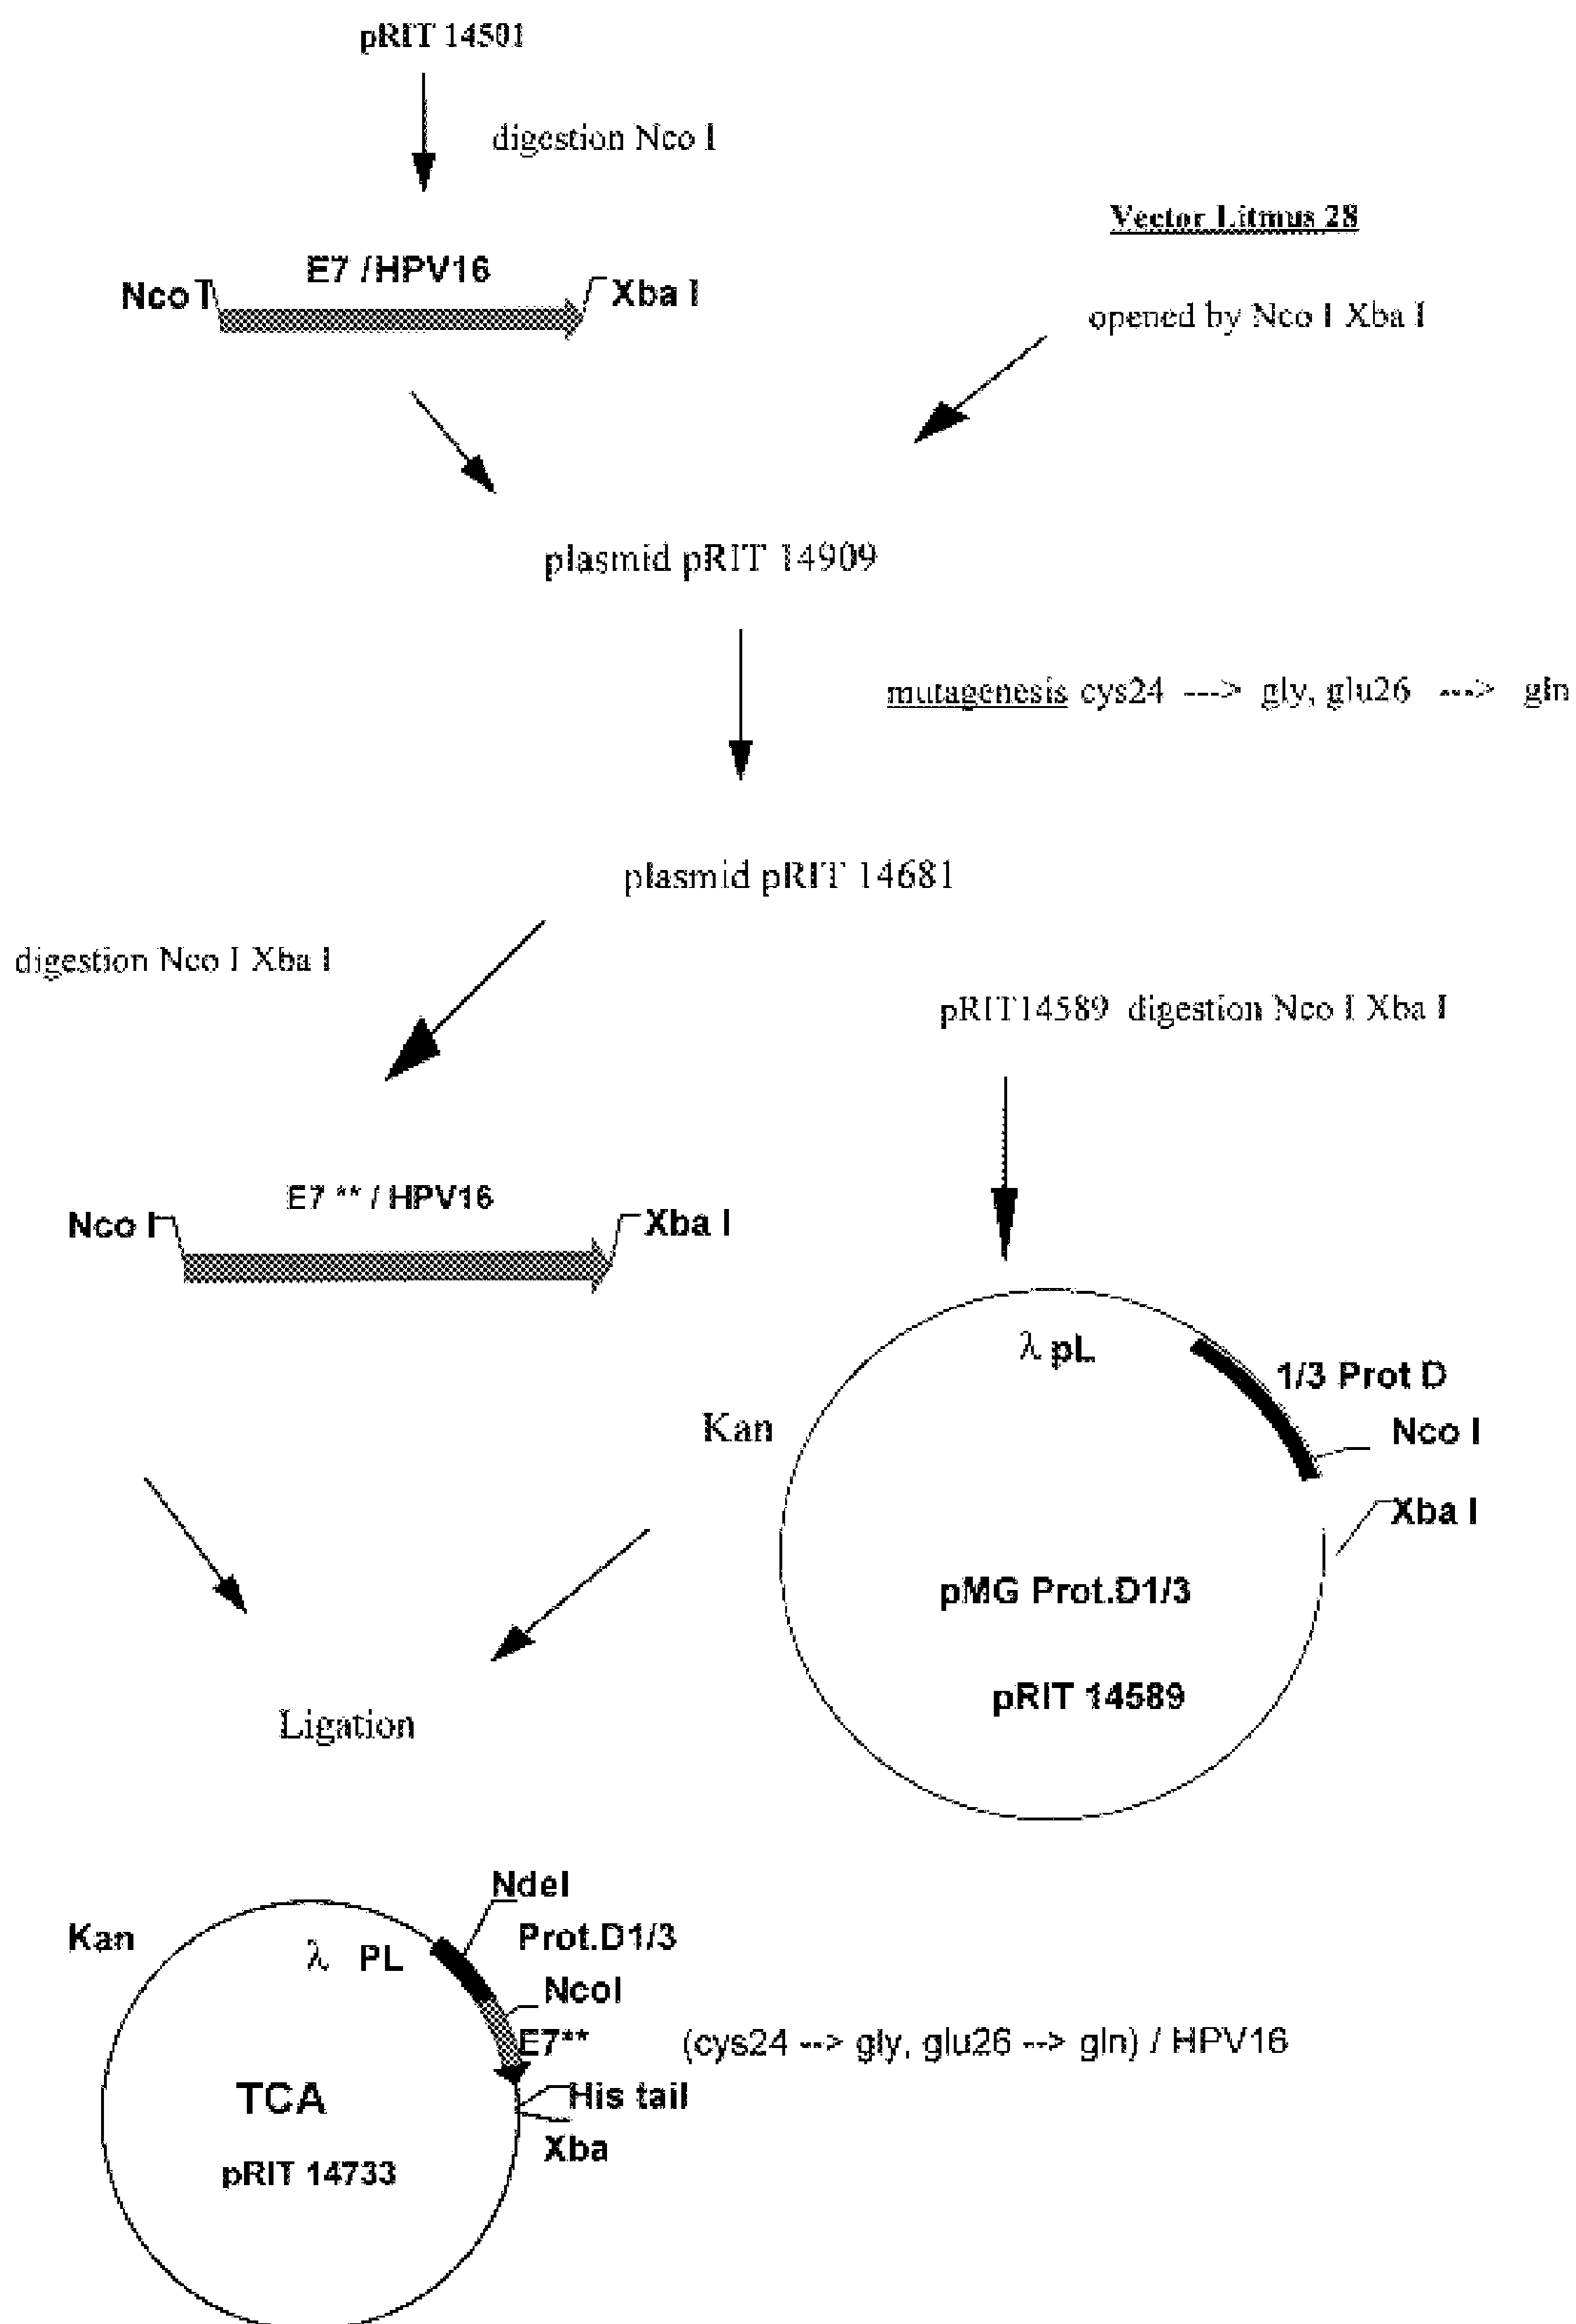 pRIT 14501
digestion Nco I
Vector Litmus 28
opened by Nco I Xba I
E7 /HPV16
Nco I
Xba I
plasmid pRIT 14909
mutagenesis cys24 ---> gly, glu26 ---> gln
plasmid pRIT 14681
digestion Nco I Xba I
pRIT14589 digestion Nco I Xba I
E7 ** / HPV16
Nco I
Xba I
λ pL
1/3 Prot D
Kan
Nco I
Xba I
pMG Prot.D1/3
pRIT 14589
Ligation
NdeI
Kan
λ PL
Prot.D1/3
NcoI
E7** (cys24 --> gly, glu26 --> gln) / HPV16
TCA
His tail
Xba
pRIT 14733